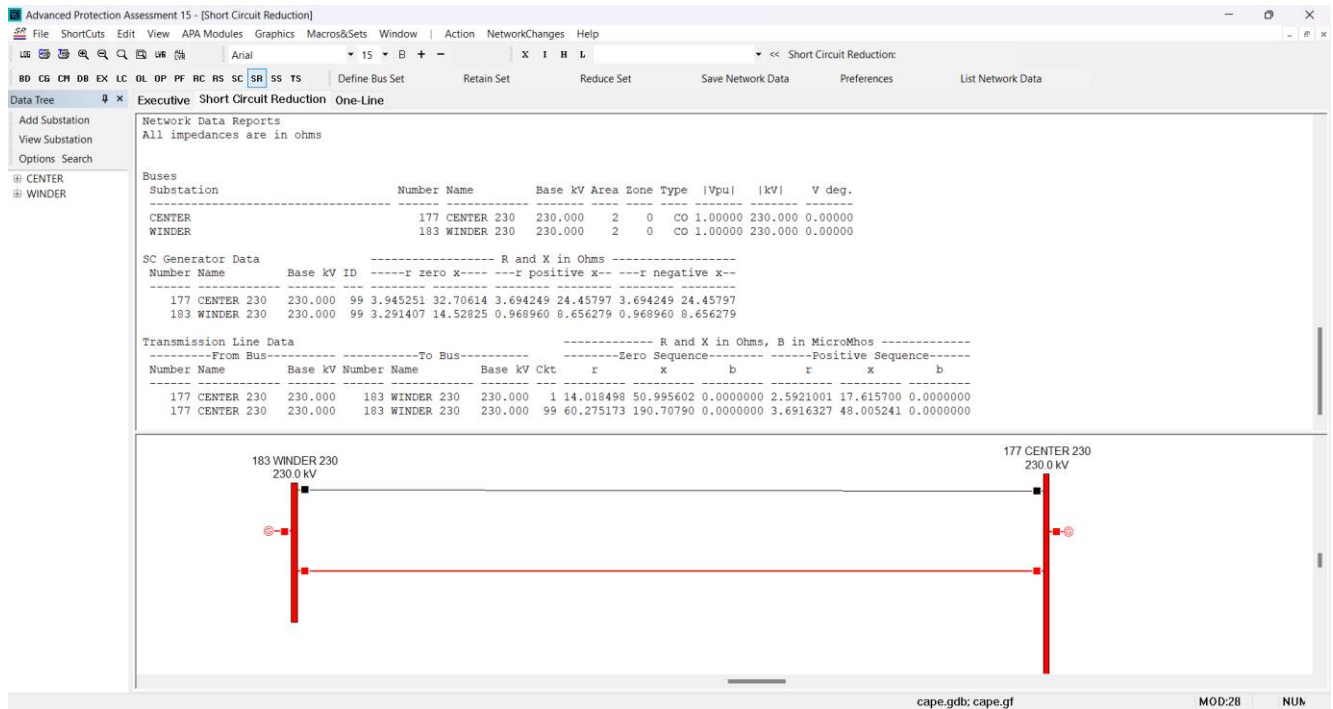 Advanced Protection Assessment 15 - [Short Circuit Reduction]
SR File ShortCuts Edit View APA Modules Graphics Macros&Sets Window | Action NetworkChanges Help
LOG Arial 15 B + - X I H L << Short Circuit Reduction:
BD CG CM DB EX LC OL OP PF RC RS SC SR SS TS Define Bus Set Retain Set Reduce Set Save Network Data Preferences List Network Data
Data Tree
Executive Short Circuit Reduction One-Line
Add Substation
View Substation
Options Search
CENTER
WINDER
Network Data Reports
All impedances are in ohms
Buses
Substation Number Name Base kV Area Zone Type |Vpu| |kV| V deg.
CENTER 177 CENTER 230 230.000 2 0 CO 1.00000 230.000 0.00000
WINDER 183 WINDER 230 230.000 2 0 CO 1.00000 230.000 0.00000
SC Generator Data ------------------ R and X in Ohms ------------------
Number Name Base kV ID -----r zero x---- ---r positive x-- ---r negative x--
177 CENTER 230 230.000 99 3.945251 32.70614 3.694249 24.45797 3.694249 24.45797
183 WINDER 230 230.000 99 3.291407 14.52825 0.968960 8.656279 0.968960 8.656279
Transmission Line Data ------------- R and X in Ohms, B in MicroMhos -------------
---------From Bus---------- -----------To Bus---------- --------Zero Sequence-------- ------Positive Sequence------
Number Name Base kV Number Name Base kV Ckt r x b r x b
177 CENTER 230 230.000 183 WINDER 230 230.000 1 14.018498 50.995602 0.0000000 2.5921001 17.615700 0.0000000
177 CENTER 230 230.000 183 WINDER 230 230.000 99 60.275173 190.70790 0.0000000 3.6916327 48.005241 0.0000000
183 WINDER 230
230.0 kV
177 CENTER 230
230.0 kV
G
G
cape.gdb; cape.gf MOD:28 NUM